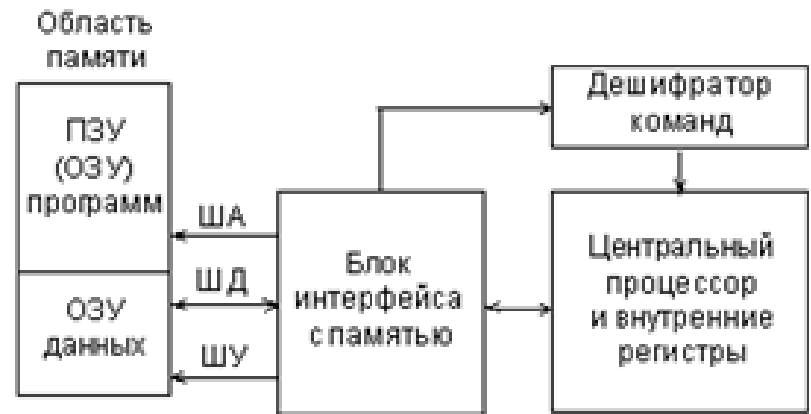 Область
памяти
ПЗУ
(ОЗУ)
программ
ОЗУ
данных
ША
ШД
ШУ
Блок
интерфейса
с памятью
Дешифратор
команд
Центральный
процессор
и внутренние
регистры